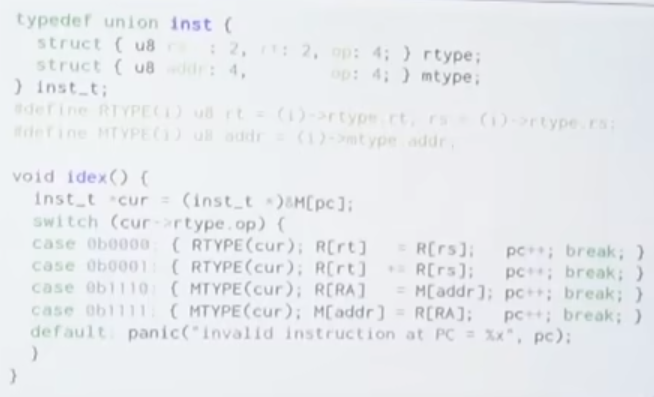 typedef union inst {
struct { u8 rs : 2, rt: 2, op: 4; } rtype;
struct { u8 addr: 4, op: 4; } mtype;
} inst_t;
#define RTYPE(i) u8 rt = (i)->rtype.rt, rs = (i)->rtype.rs;
#define MTYPE(i) u8 addr = (i)->mtype.addr;
void idex() {
inst_t *cur = (inst_t *)&M[pc];
switch (cur->rtype.op) {
case 0b0000: { RTYPE(cur); R[rt] = R[rs]; pc++; break; }
case 0b0001: { RTYPE(cur); R[rt] += R[rs]; pc++; break; }
case 0b1110: { MTYPE(cur); R[RA] = M[addr]; pc++; break; }
case 0b1111: { MTYPE(cur); M[addr] = R[RA]; pc++; break; }
default: panic("invalid instruction at PC = %x", pc);
}
}